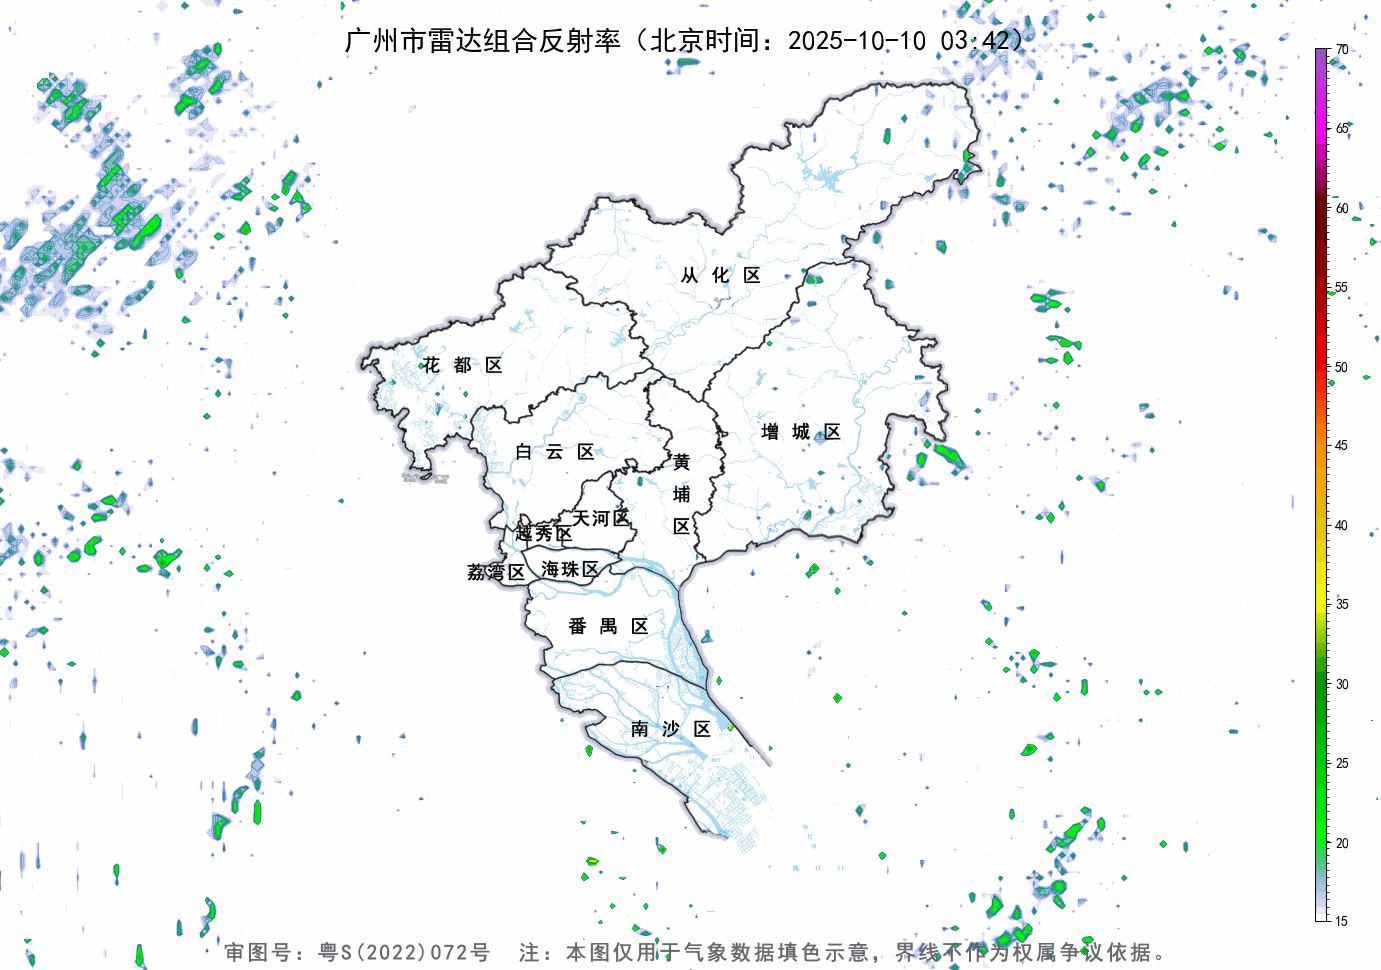 广州市雷达组合反射率（北京时间：2025-10-10 03:42）
70
65
60
55
50
45
40
35
30
25
20
15
从化区
花都区
增城区
白云区
黄埔区
天河区
越秀区
荔湾区
海珠区
番禺区
南沙区
审图号：粤S(2022)072号 注：本图仅用于气象数据填色示意，界线不作为权属争议依据。